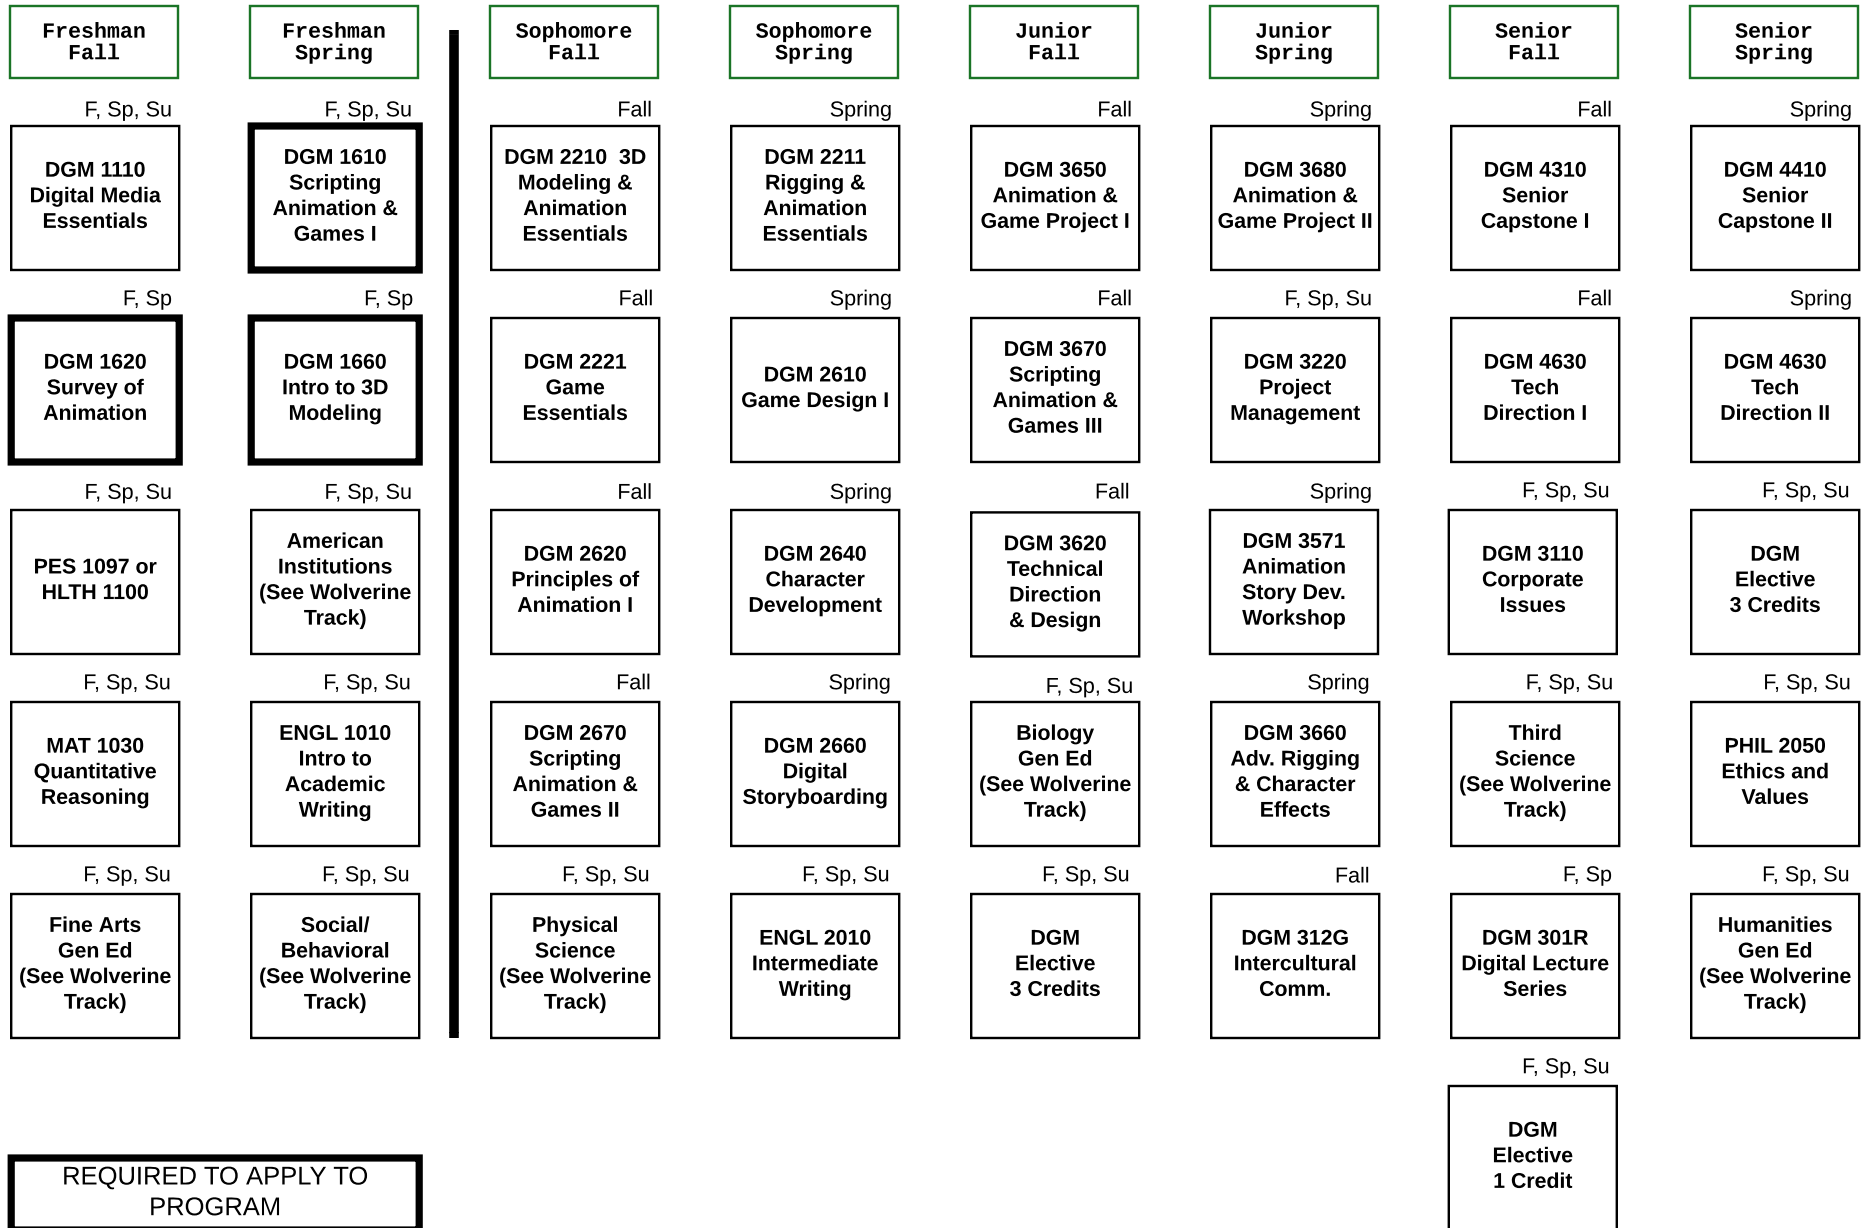 Freshman
Fall
Freshman
Spring
Sophomore
Fall
Sophomore
Spring
Junior
Fall
Junior
Spring
Senior
Fall
Senior
Spring
F, Sp, Su
DGM 1110
Digital Media
Essentials
F, Sp, Su
DGM 1610
Scripting
Animation &
Games I
Fall
DGM 2210  3D
Modeling &
Animation
Essentials
Spring
DGM 2211
Rigging &
Animation
Essentials
Fall
DGM 3650
Animation &
Game Project I
Spring
DGM 3680
Animation &
Game Project II
Fall
DGM 4310
Senior
Capstone I
Spring
DGM 4410
Senior
Capstone II
F, Sp
DGM 1620
Survey of
Animation
F, Sp
DGM 1660
Intro to 3D
Modeling
Fall
DGM 2221
Game
Essentials
Spring
DGM 2610
Game Design I
Fall
DGM 3670
Scripting
Animation &
Games III
F, Sp, Su
DGM 3220
Project
Management
Fall
DGM 4630
Tech
Direction I
Spring
DGM 4630
Tech
Direction II
F, Sp, Su
PES 1097 or
HLTH 1100
F, Sp, Su
American
Institutions
(See Wolverine
Track)
Fall
DGM 2620
Principles of
Animation I
Spring
DGM 2640
Character
Development
Fall
DGM 3620
Technical
Direction
& Design
Spring
DGM 3571
Animation
Story Dev.
Workshop
F, Sp, Su
DGM 3110
Corporate
Issues
F, Sp, Su
DGM
Elective
3 Credits
F, Sp, Su
MAT 1030
Quantitative
Reasoning
F, Sp, Su
ENGL 1010
Intro to
Academic
Writing
Fall
DGM 2670
Scripting
Animation &
Games II
Spring
DGM 2660
Digital
Storyboarding
F, Sp, Su
Biology
Gen Ed
(See Wolverine
Track)
Spring
DGM 3660
Adv. Rigging
& Character
Effects
F, Sp, Su
Third
Science
(See Wolverine
Track)
F, Sp, Su
PHIL 2050
Ethics and
Values
F, Sp, Su
Fine Arts
Gen Ed
(See Wolverine
Track)
F, Sp, Su
Social/
Behavioral
(See Wolverine
Track)
F, Sp, Su
Physical
Science
(See Wolverine
Track)
F, Sp, Su
ENGL 2010
Intermediate
Writing
F, Sp, Su
DGM
Elective
3 Credits
Fall
DGM 312G
Intercultural
Comm.
F, Sp
DGM 301R
Digital Lecture
Series
F, Sp, Su
Humanities
Gen Ed
(See Wolverine
Track)
F, Sp, Su
DGM
Elective
1 Credit
REQUIRED TO APPLY TO
PROGRAM